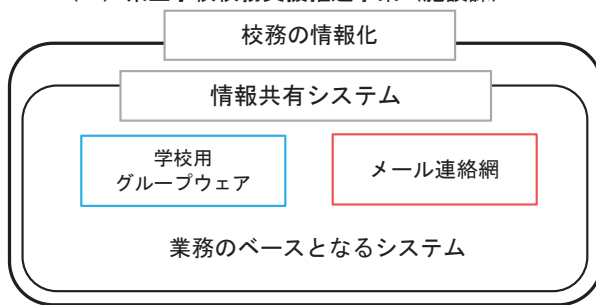 校務の情報化
情報共有システム
学校用
グループウェア
メール連絡網
業務のベースとなるシステム